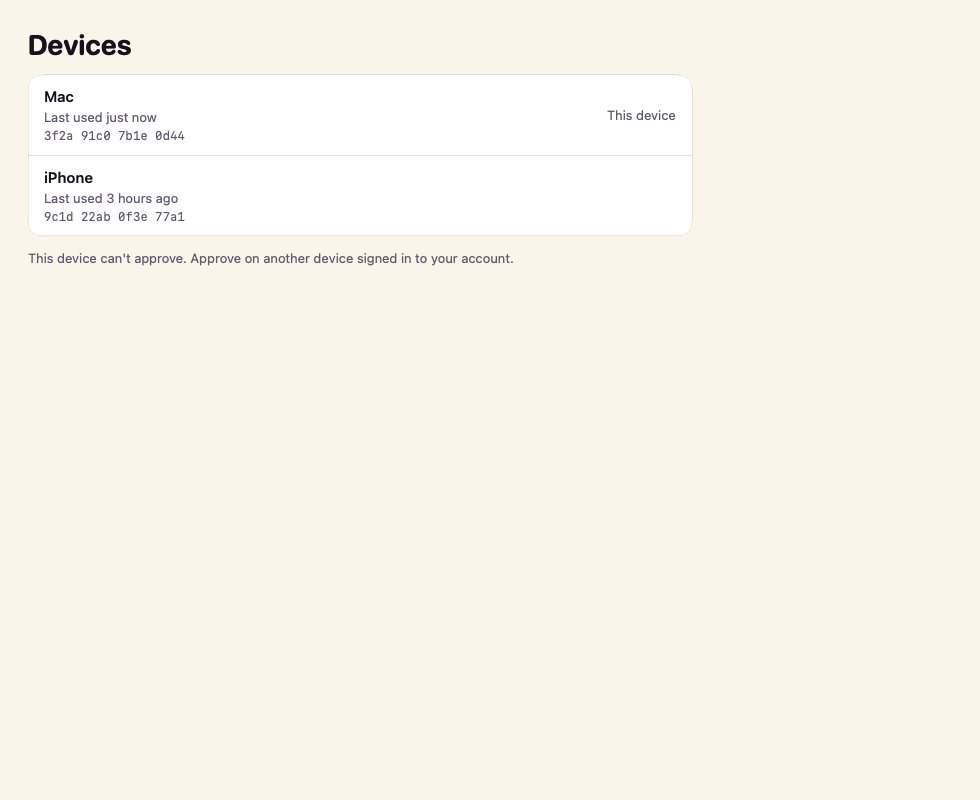 Devices
Mac
Last used just now
3f2a 91c0 7b1e 0d44
This device
iPhone
Last used 3 hours ago
9c1d 22ab 0f3e 77a1
This device can't approve. Approve on another device signed in to your account.